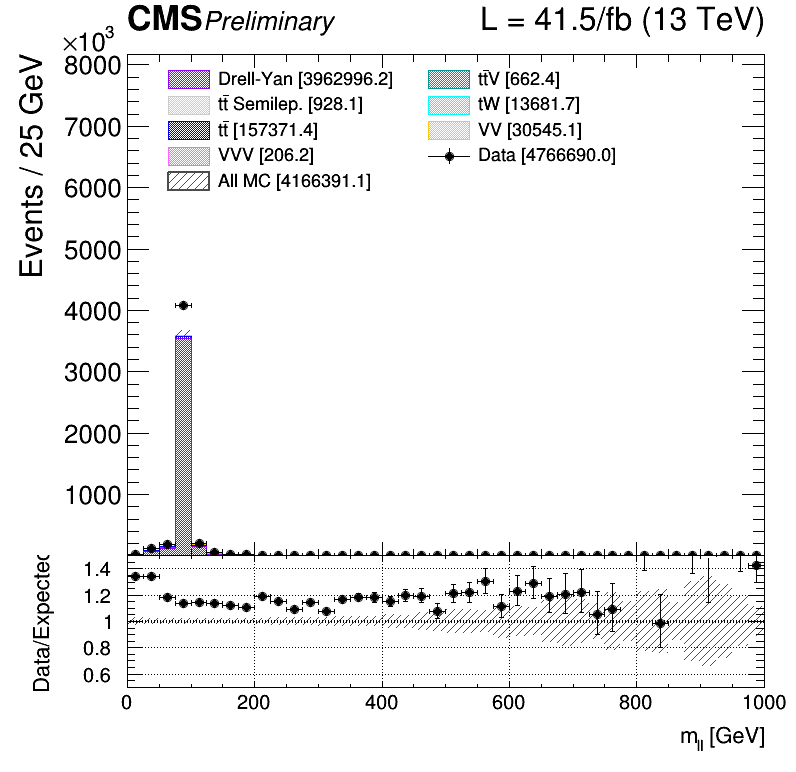 CMS Preliminary L = 41.5/fb (13 TeV)
×10³
Events / 25 GeV
8000
7000
6000
5000
4000
3000
2000
1000
Drell-Yan [3962996.2]
tt̄ Semilep. [928.1]
tt̄ [157371.4]
VVV [206.2]
All MC [4166391.1]
tt̄V [662.4]
tW [13681.7]
VV [30545.1]
Data [4766690.0]
Data/Expected
1.4
1.2
1
0.8
0.6
0 200 400 600 800 1000
m_ll [GeV]